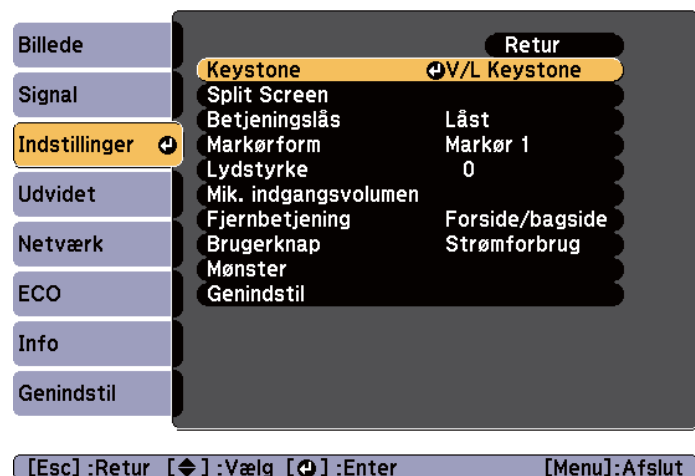 Billede
Signal
Indstillinger
Udvidet
Netværk
ECO
Info
Genindstil
Retur
Keystone V/L Keystone
Split Screen
Betjeningslås Låst
Markørform Markør 1
Lydstyrke 0
Mik. indgangsvolumen
Fjernbetjening Forside/bagside
Brugerknap Strømforbrug
Mønster
Genindstil
[Esc] :Retur [◆] :Vælg [⏎] :Enter [Menu]:Afslut